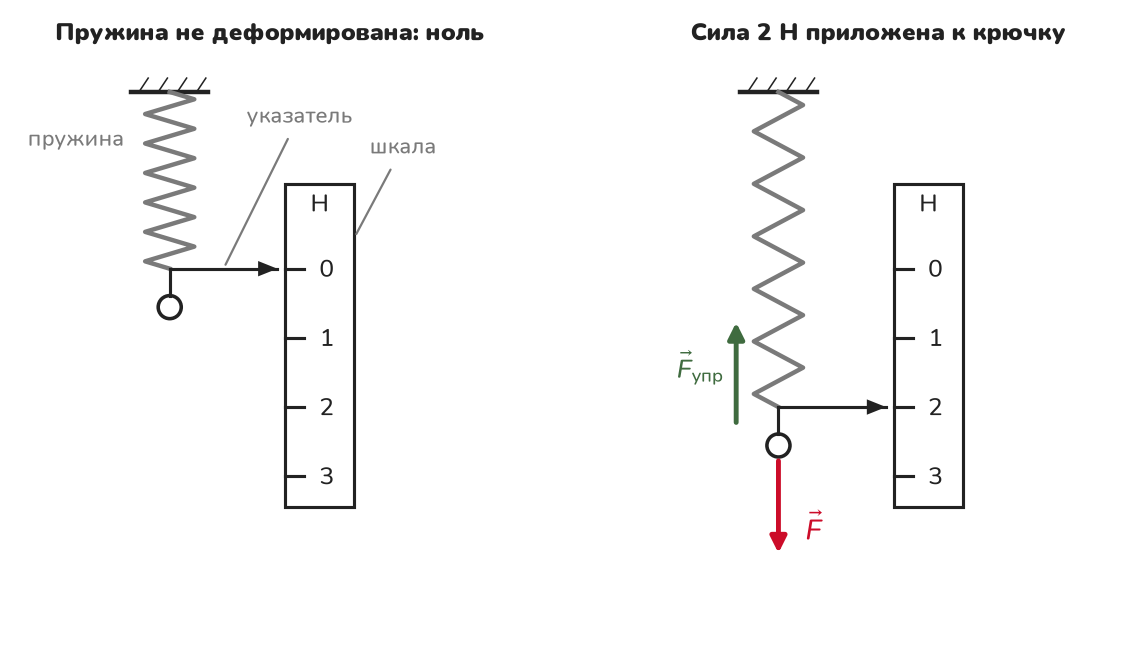 Пружина не деформирована: ноль
Сила 2 Н приложена к крючку
пружина
указатель
шкала
Н
0
1
2
3
Н
0
1
2
3
F⃗упр
F⃗